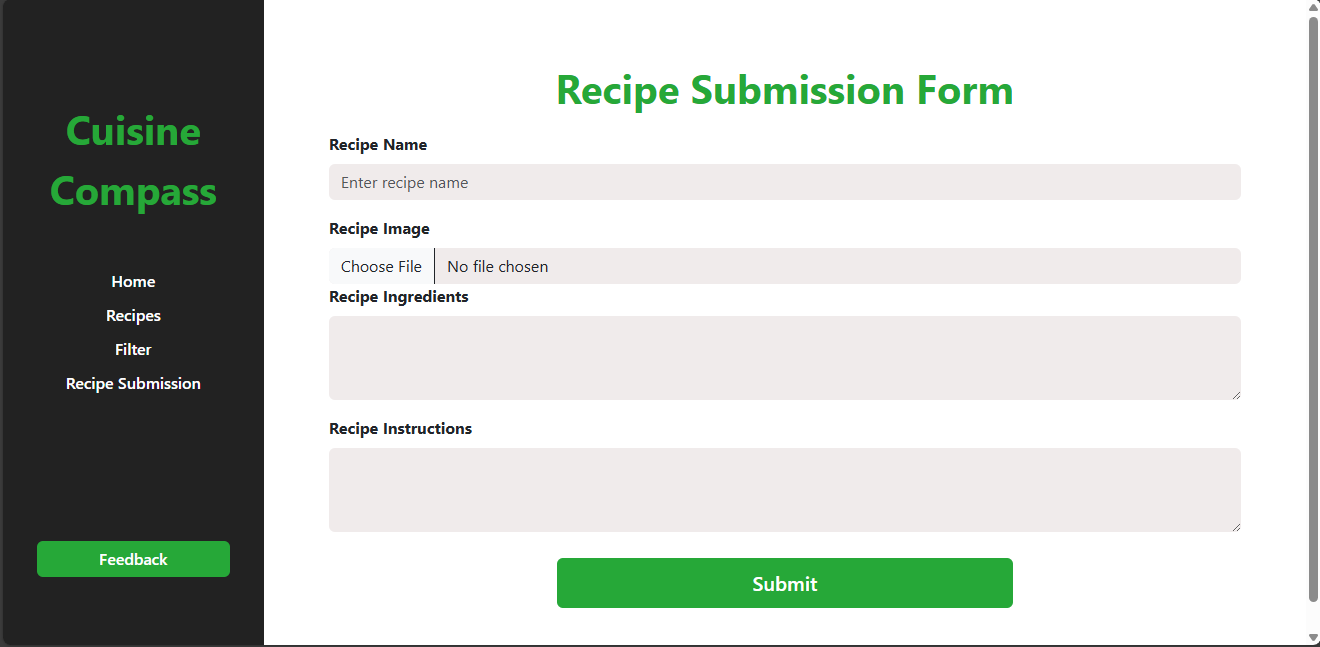 Cuisine
Compass
Home
Recipes
Filter
Recipe Submission
Feedback
Recipe Submission Form
Recipe Name
Enter recipe name
Recipe Image
Choose File No file chosen
Recipe Ingredients
Recipe Instructions
Submit